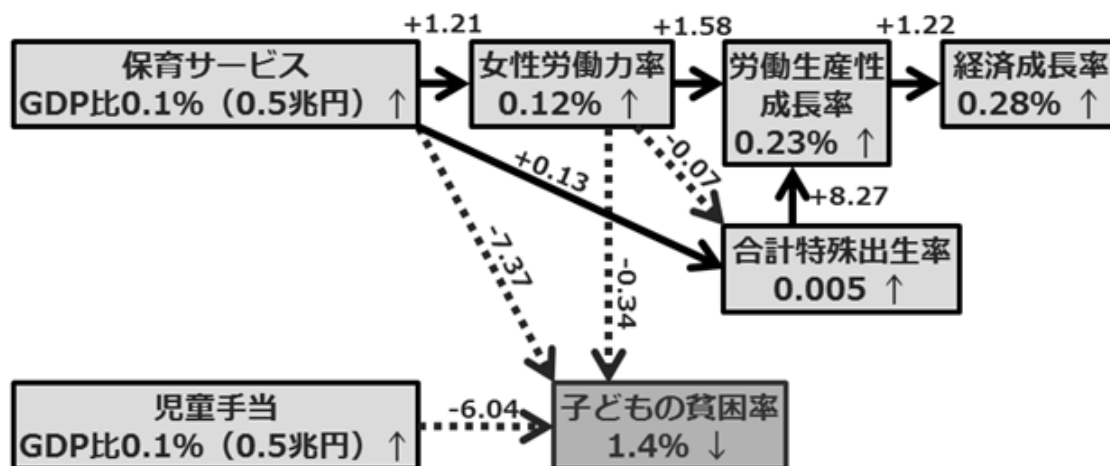 +1.21
+1.58
+1.22
保育サービス
GDP比0.1%（0.5兆円）↑
女性労働力率
0.12% ↑
労働生産性
成長率
0.23% ↑
経済成長率
0.28% ↑
+0.13
-0.07
+8.27
-7.37
-0.34
合計特殊出生率
0.005 ↑
児童手当
GDP比0.1%（0.5兆円）↑
-6.04
子どもの貧困率
1.4% ↓